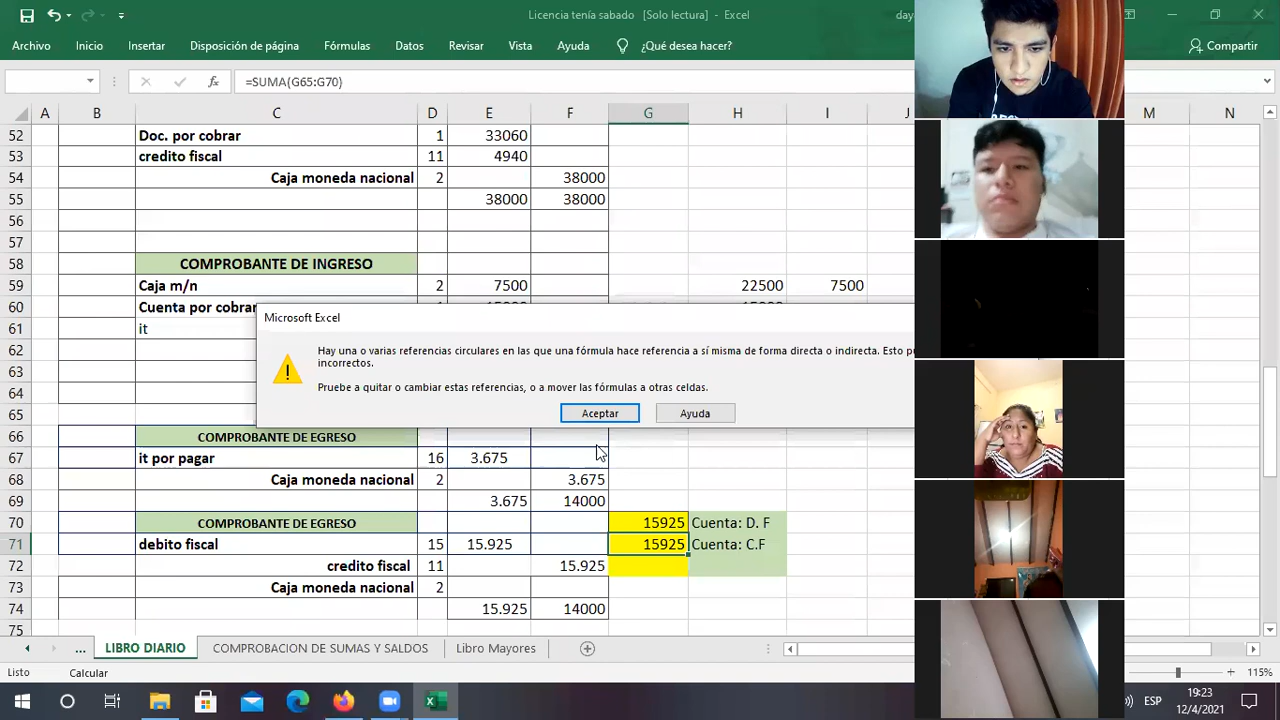 Licencia tenía sabado [Solo lectura] - Excel
day
Archivo Inicio Insertar Disposición de página Fórmulas Datos Revisar Vista Ayuda ¿Qué desea hacer? Compartir
fx =SUMA(G65:G70)
A B C D E F G H I J M N
52 Doc. por cobrar 1 33060
53 credito fiscal 11 4940
54 Caja moneda nacional 2 38000
55 38000 38000
56
57
58 COMPROBANTE DE INGRESO
59 Caja m/n 2 7500 22500 7500
60 Cuenta por cobrar
61 it
62
63
64
Microsoft Excel
Hay una o varias referencias circulares en las que una fórmula hace referencia a sí misma de forma directa o indirecta. Esto
incorrectos.
Pruebe a quitar o cambiar estas referencias, o a mover las fórmulas a otras celdas.
Aceptar Ayuda
65
66 COMPROBANTE DE EGRESO
67 it por pagar 16 3.675
68 Caja moneda nacional 2 3.675
69 3.675 14000
70 COMPROBANTE DE EGRESO 15925 Cuenta: D. F
71 debito fiscal 15 15.925 15925 Cuenta: C.F
72 credito fiscal 11 15.925
73 Caja moneda nacional 2
74 15.925 14000
75
... LIBRO DIARIO COMPROBACION DE SUMAS Y SALDOS Libro Mayores
Listo Calcular 115%
ESP 19:23
12/4/2021